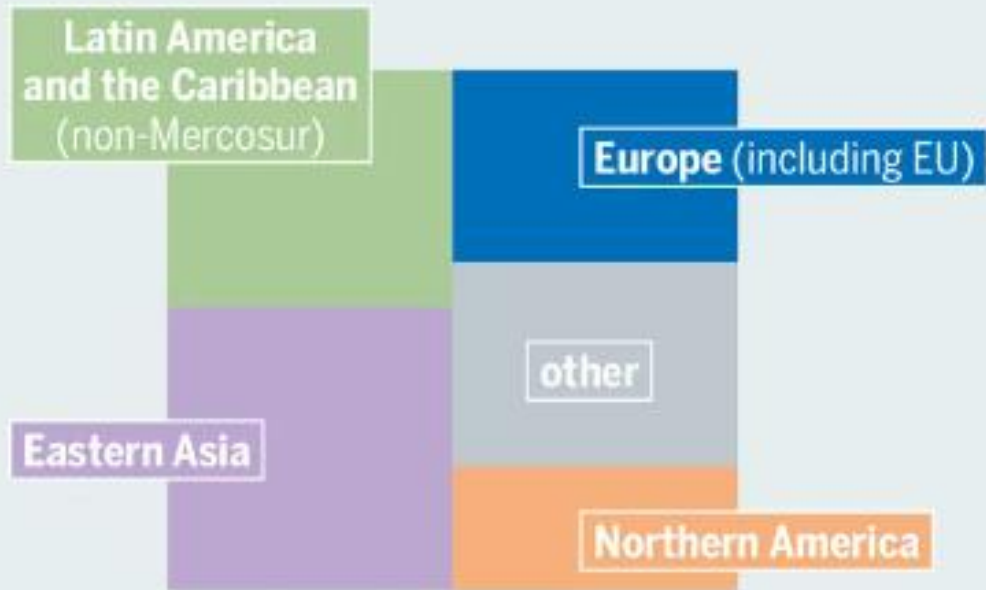 Latin America
and the Caribbean
(non-Mercosur)
Europe (including EU)
other
Eastern Asia
Northern America